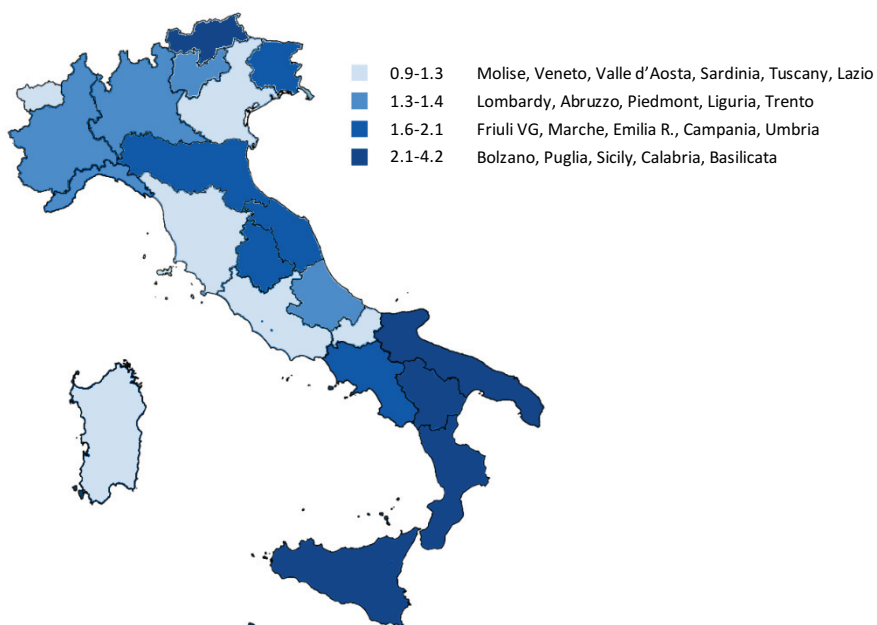 0.9-1.3 Molise, Veneto, Valle d’Aosta, Sardinia, Tuscany, Lazio
1.3-1.4 Lombardy, Abruzzo, Piedmont, Liguria, Trento
1.6-2.1 Friuli VG, Marche, Emilia R., Campania, Umbria
2.1-4.2 Bolzano, Puglia, Sicily, Calabria, Basilicata